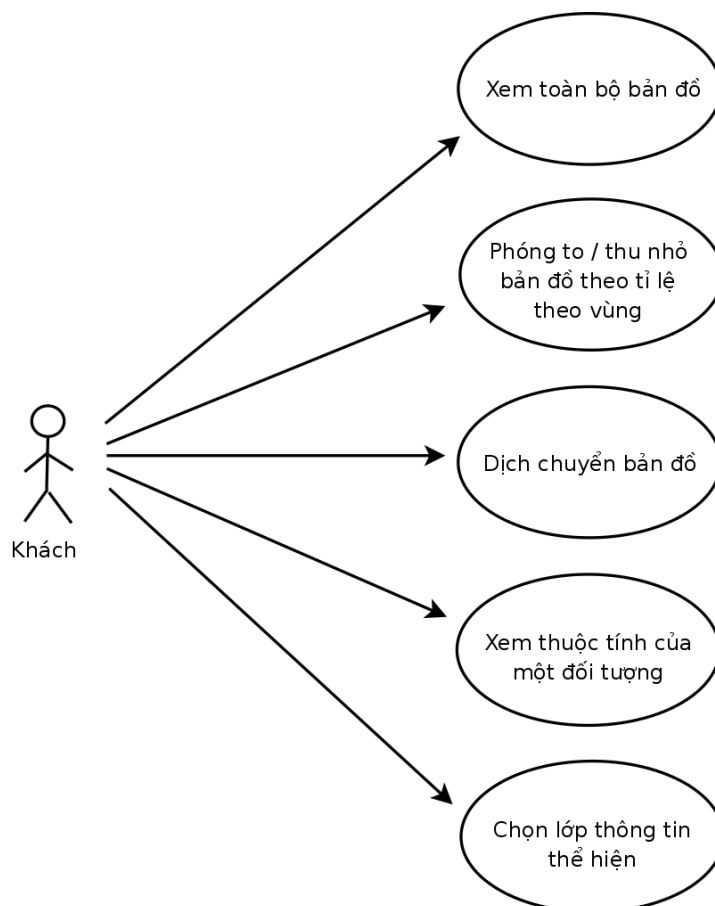 Xem toàn bộ bản đồ
Phóng to / thu nhỏ
bản đồ theo tỉ lệ
theo vùng
Dịch chuyển bản đồ
Khách
Xem thuộc tính của
một đối tượng
Chọn lớp thông tin
thể hiện